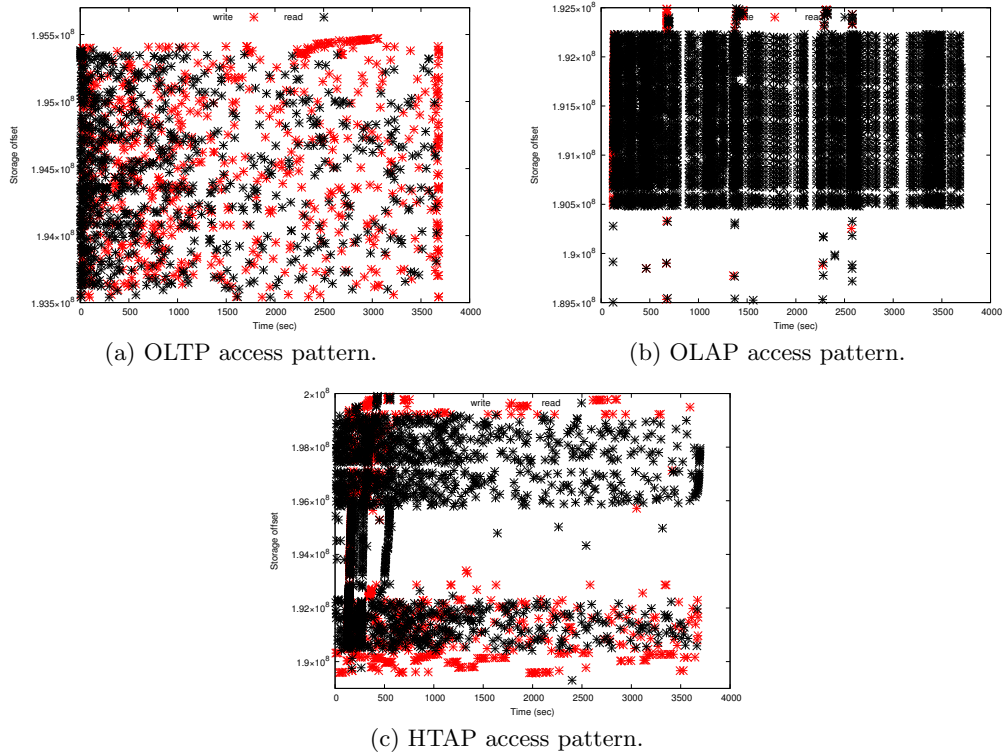 write read
1.955×10⁸
1.95×10⁸
1.945×10⁸
1.94×10⁸
1.935×10⁸
Storage offset
0 500 1000 1500 2000 2500 3000 3500 4000
Time (sec)
(a) OLTP access pattern.
read
1.925×10⁸
1.92×10⁸
1.915×10⁸
1.91×10⁸
1.905×10⁸
1.9×10⁸
1.895×10⁸
Storage offset
0 500 1000 1500 2000 2500 3000 3500 4000
Time (sec)
(b) OLAP access pattern.
write read
2×10⁸
1.98×10⁸
1.96×10⁸
1.94×10⁸
1.92×10⁸
1.9×10⁸
Storage offset
0 500 1000 1500 2000 2500 3000 3500 4000
Time (sec)
(c) HTAP access pattern.